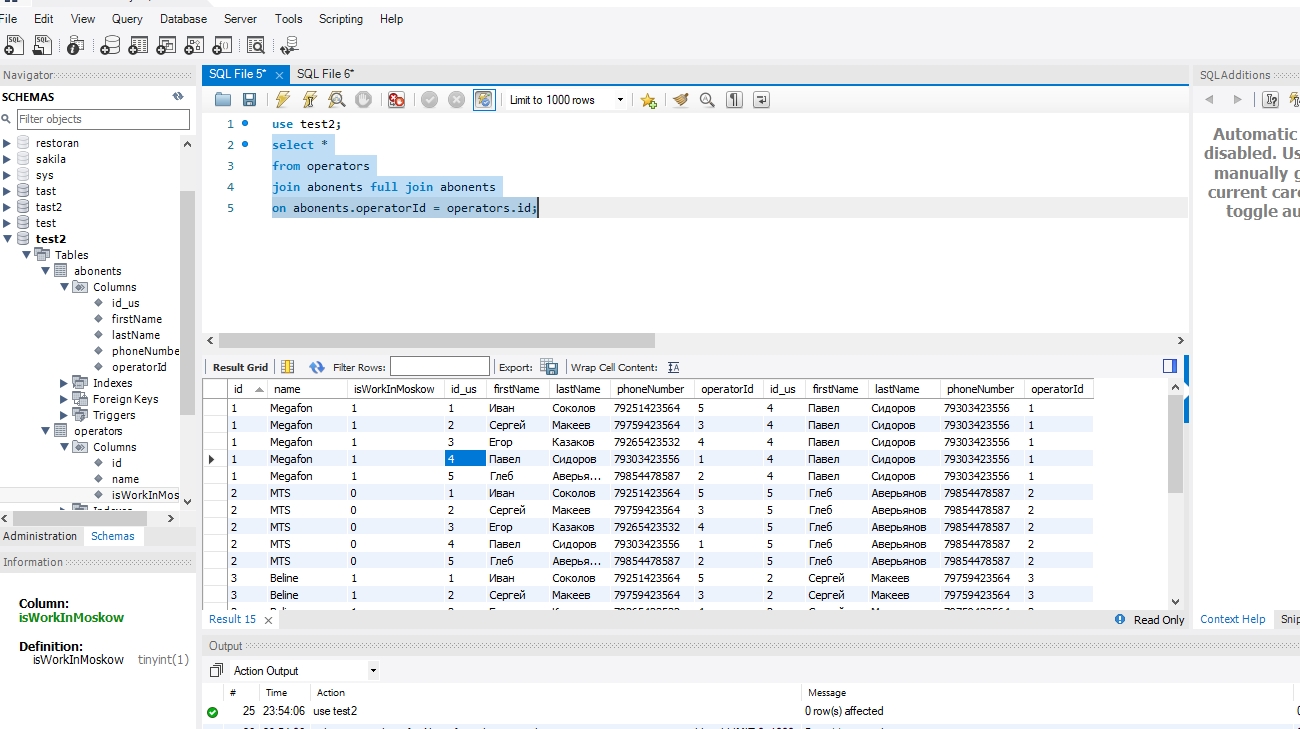 File Edit View Query Database Server Tools Scripting Help
Navigator
SCHEMAS
Filter objects
restoran
sakila
sys
tast
tast2
test
test2
Tables
abonents
Columns
id_us
firstName
lastName
phoneNumbe
operatorId
Indexes
Foreign Keys
Triggers
operators
Columns
id
name
isWorkInMos
Administration Schemas
Information
Column:
isWorkInMoskow
Definition:
isWorkInMoskow tinyint(1)
SQL File 5* SQL File 6*
Limit to 1000 rows
1 use test2;
2 select *
3 from operators
4 join abonents full join abonents
5 on abonents.operatorId = operators.id;
Result Grid Filter Rows: Export: Wrap Cell Content:
id name isWorkInMoskow id_us firstName lastName phoneNumber operatorId id_us firstName lastName phoneNumber operatorId
1 Megafon 1 1 Иван Соколов 79251423564 5 4 Павел Сидоров 79303423556 1
1 Megafon 1 2 Сергей Макеев 79759423564 3 4 Павел Сидоров 79303423556 1
1 Megafon 1 3 Егор Казаков 79265423532 4 4 Павел Сидоров 79303423556 1
1 Megafon 1 4 Павел Сидоров 79303423556 1 4 Павел Сидоров 79303423556 1
1 Megafon 1 5 Глеб Аверья... 79854478587 2 4 Павел Сидоров 79303423556 1
2 MTS 0 1 Иван Соколов 79251423564 5 5 Глеб Аверьянов 79854478587 2
2 MTS 0 2 Сергей Макеев 79759423564 3 5 Глеб Аверьянов 79854478587 2
2 MTS 0 3 Егор Казаков 79265423532 4 5 Глеб Аверьянов 79854478587 2
2 MTS 0 4 Павел Сидоров 79303423556 1 5 Глеб Аверьянов 79854478587 2
2 MTS 0 5 Глеб Аверья... 79854478587 2 5 Глеб Аверьянов 79854478587 2
3 Beline 1 1 Иван Соколов 79251423564 5 2 Сергей Макеев 79759423564 3
3 Beline 1 2 Сергей Макеев 79759423564 3 2 Сергей Макеев 79759423564 3
Result 15 Read Only
Output
Action Output
# Time Action Message
25 23:54:06 use test2 0 row(s) affected
SQLAdditions
Automatic
disabled. Us
manually g
current care
toggle au
Context Help Snip